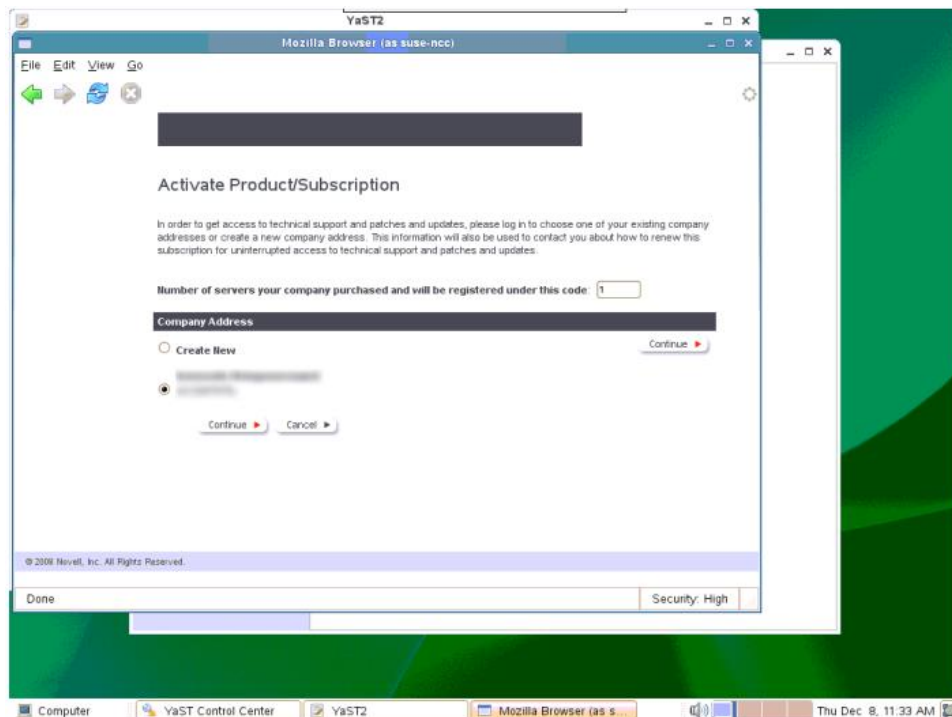 YaST2
Mozilla Browser (as suse-ncc)
File Edit View Go
Activate Product/Subscription
In order to get access to technical support and patches and updates, please log in to choose one of your existing company
addresses or create a new company address. This information will also be used to contact you about how to renew this
subscription for uninterrupted access to technical support and patches and updates.
Number of servers your company purchased and will be registered under this code: 1
Company Address
Create New
Continue
Continue Cancel
Novell, Inc. All Rights Reserved.
Done Security: High
Computer YaST Control Center YaST2 Mozilla Browser (as s... Thu Dec 8, 11:33 AM